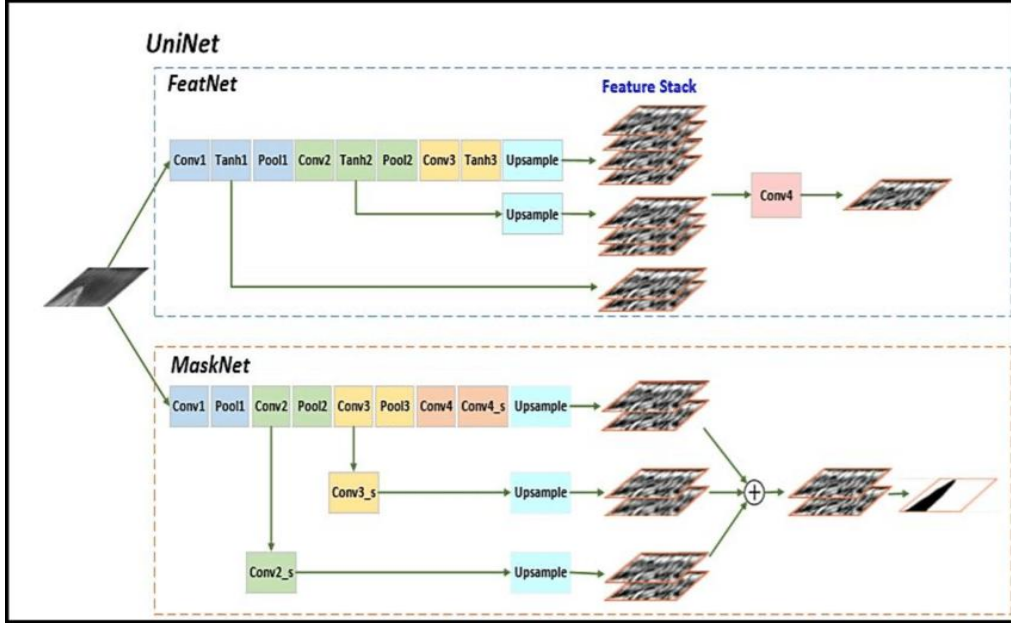 UniNet
FeatNet
Feature Stack
Conv1 Tanh1 Pool1 Conv2 Tanh2 Pool2 Conv3 Tanh3 Upsample
Upsample
Conv4
MaskNet
Conv1 Pool1 Conv2 Pool2 Conv3 Pool3 Conv4 Conv4_s Upsample
Conv3_s Upsample
Conv2_s Upsample